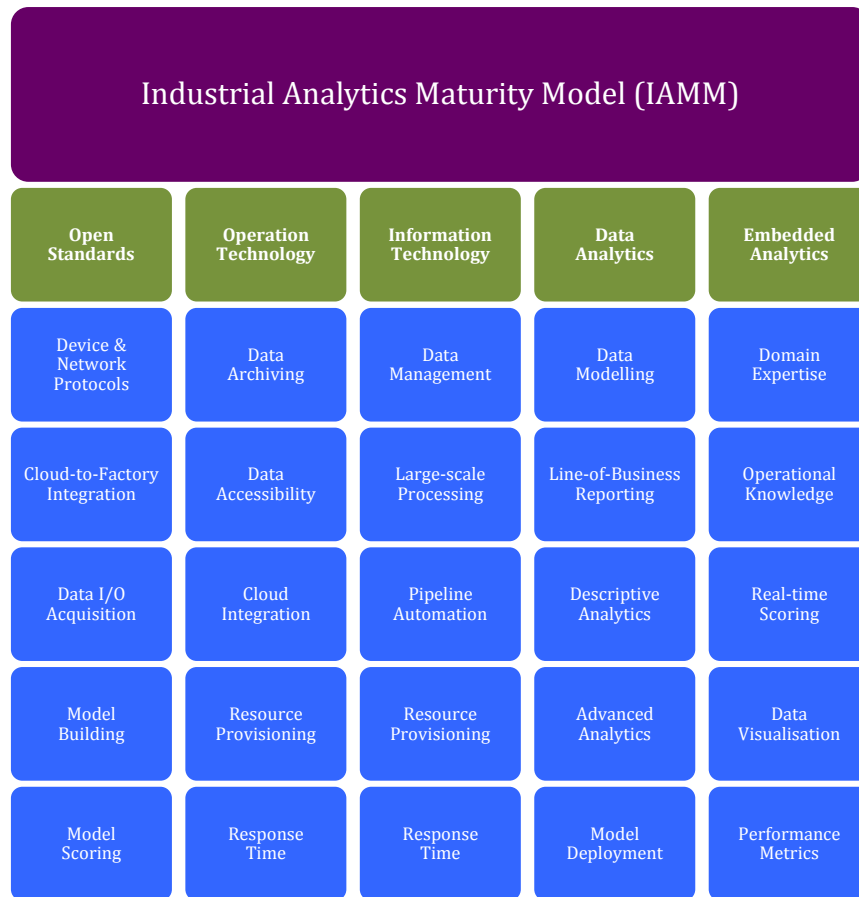 Industrial Analytics Maturity Model (IAMM)
Open
Standards
Operation
Technology
Information
Technology
Data
Analytics
Embedded
Analytics
Device &
Network
Protocols
Data
Archiving
Data
Management
Data
Modelling
Domain
Expertise
Cloud-to-Factory
Integration
Data
Accessibility
Large-scale
Processing
Line-of-Business
Reporting
Operational
Knowledge
Data I/O
Acquisition
Cloud
Integration
Pipeline
Automation
Descriptive
Analytics
Real-time
Scoring
Model
Building
Resource
Provisioning
Resource
Provisioning
Advanced
Analytics
Data
Visualisation
Model
Scoring
Response
Time
Response
Time
Model
Deployment
Performance
Metrics